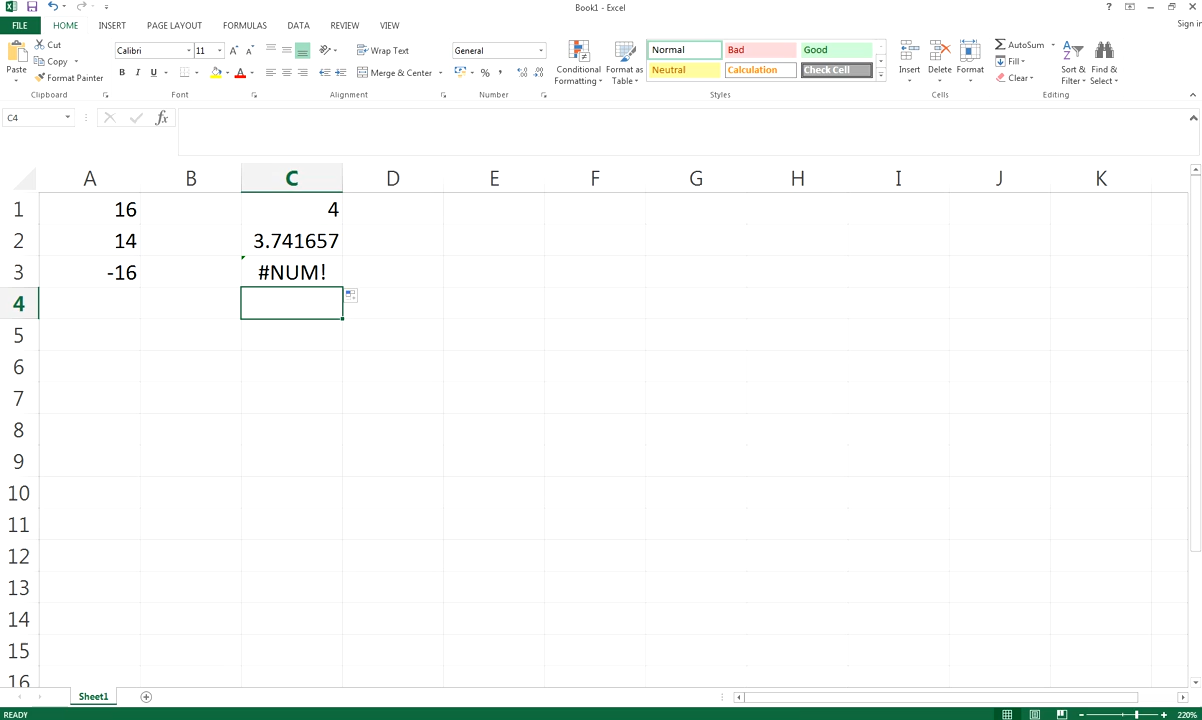 Book1 - Excel
?
Sign in
FILE HOME INSERT PAGE LAYOUT FORMULAS DATA REVIEW VIEW
Paste
Cut
Copy
Format Painter
Clipboard
Calibri 11
B I U
Font
Wrap Text
Merge & Center
Alignment
General
%
Number
Conditional Formatting
Format as Table
Normal Bad Good
Neutral Calculation Check Cell
Styles
Insert Delete Format
Cells
AutoSum
Fill
Clear
Sort & Filter
Find & Select
Editing
C4 fx
A B C D E F G H I J K
1 16 4
2 14 3.741657
3 -16 #NUM!
4
5
6
7
8
9
10
11
12
13
14
15
16
Sheet1
READY
220%